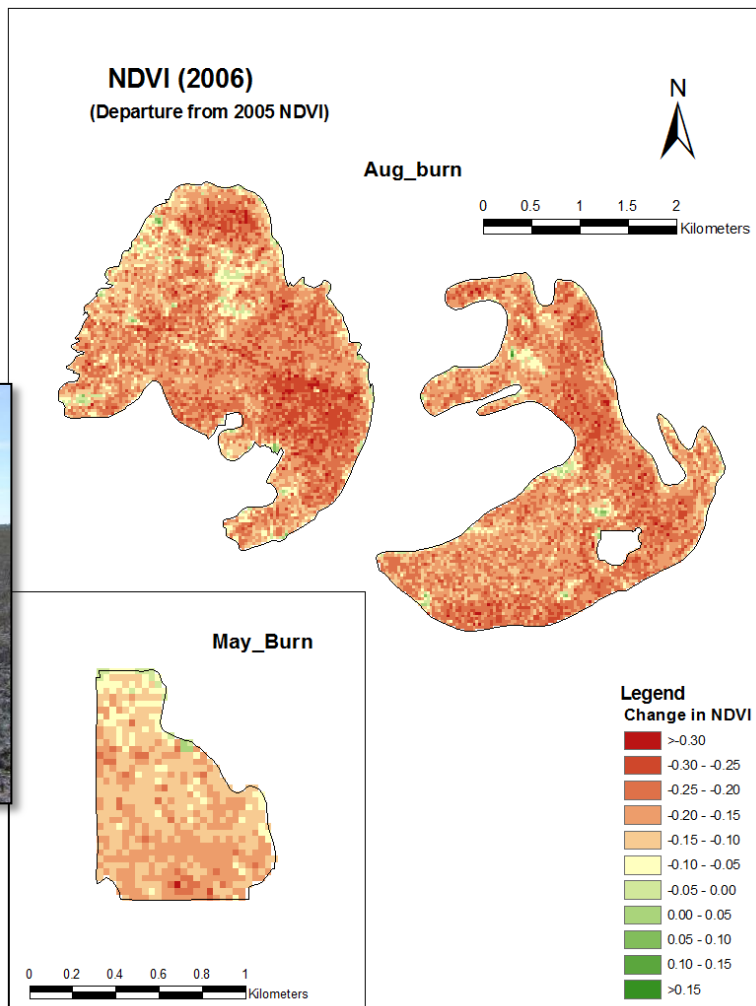 NDVI (2006)
(Departure from 2005 NDVI)
N
Aug_burn
0 0.5 1 1.5 2
Kilometers
May_Burn
0 0.2 0.4 0.6 0.8 1
Kilometers
Legend
Change in NDVI
>-0.30
-0.30 - -0.25
-0.25 - -0.20
-0.20 - -0.15
-0.15 - -0.10
-0.10 - -0.05
-0.05 - 0.00
0.00 - 0.05
0.05 - 0.10
0.10 - 0.15
>0.15